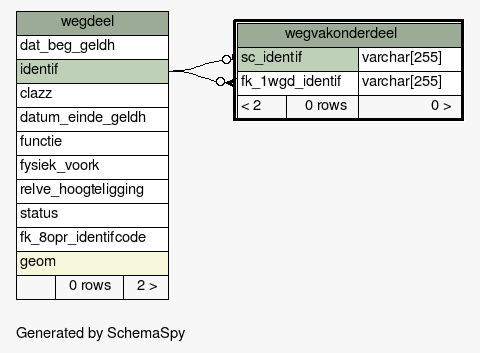 wegdeel
dat_beg_geldh
identif
clazz
datum_einde_geldh
functie
fysiek_voork
relve_hoogteligging
status
fk_8opr_identifcode
geom
0 rows 2 >
wegvakonderdeel
sc_identif varchar[255]
fk_1wgd_identif varchar[255]
< 2 0 rows 0 >
Generated by SchemaSpy